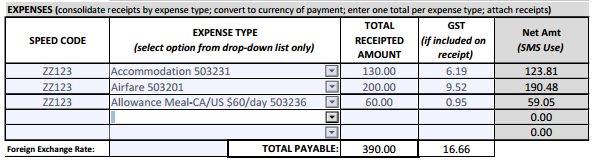 EXPENSES (consolidate receipts by expense type; convert to currency of payment; enter one total per expense type; attach receipts)
SPEED CODE EXPENSE TYPE (select option from drop-down list only) TOTAL RECEIPTED AMOUNT GST (if included on receipt) Net Amt (SMS Use)
ZZ123 Accommodation 503231 130.00 6.19 123.81
ZZ123 Airfare 503201 200.00 9.52 190.48
ZZ123 Allowance Meal-CA/US $60/day 503236 60.00 0.95 59.05
0.00
0.00
Foreign Exchange Rate: TOTAL PAYABLE: 390.00 16.66